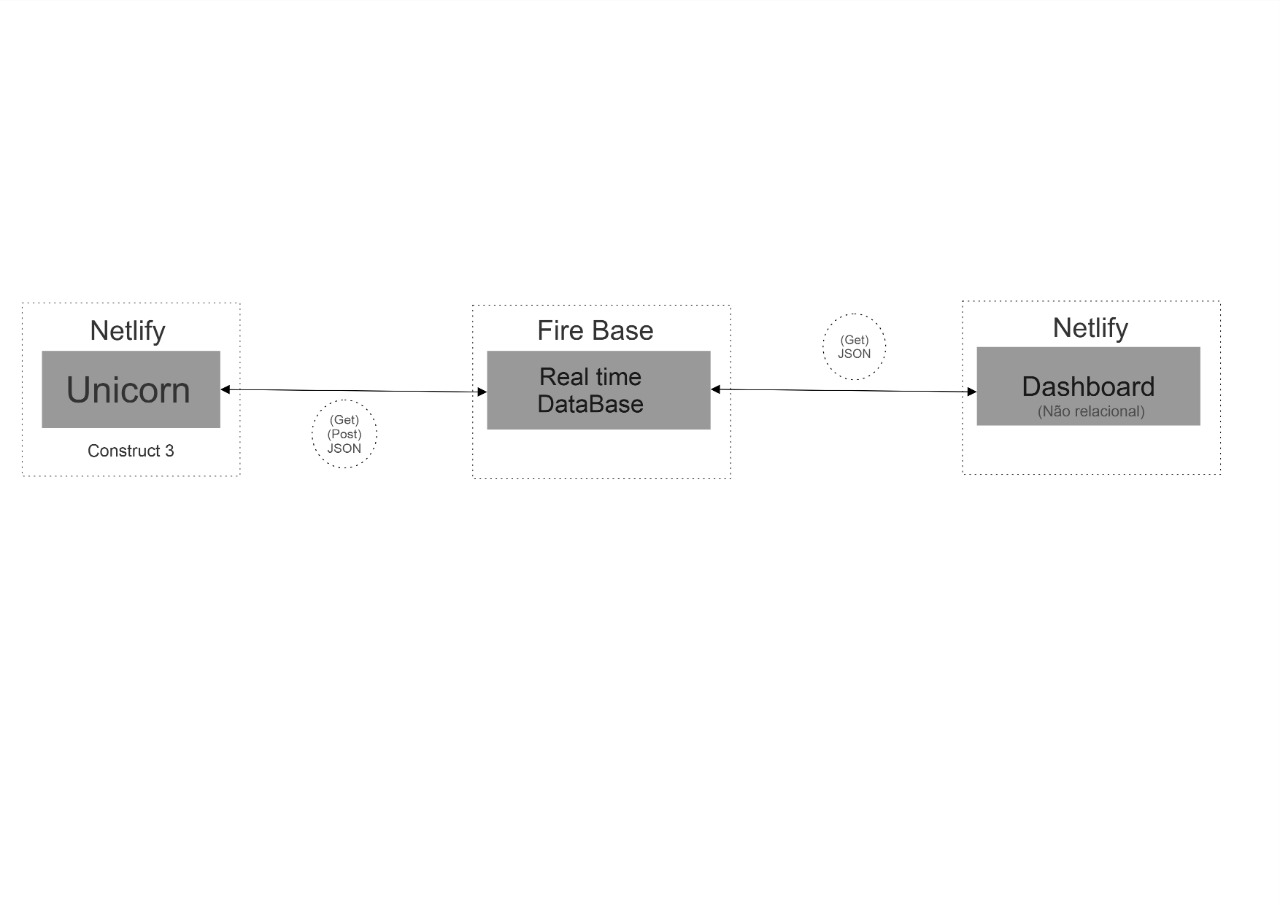 Netlify
Unicorn
Construct 3
(Get)
(Post)
JSON
Fire Base
Real time
DataBase
(Get)
JSON
Netlify
Dashboard
(Não relacional)